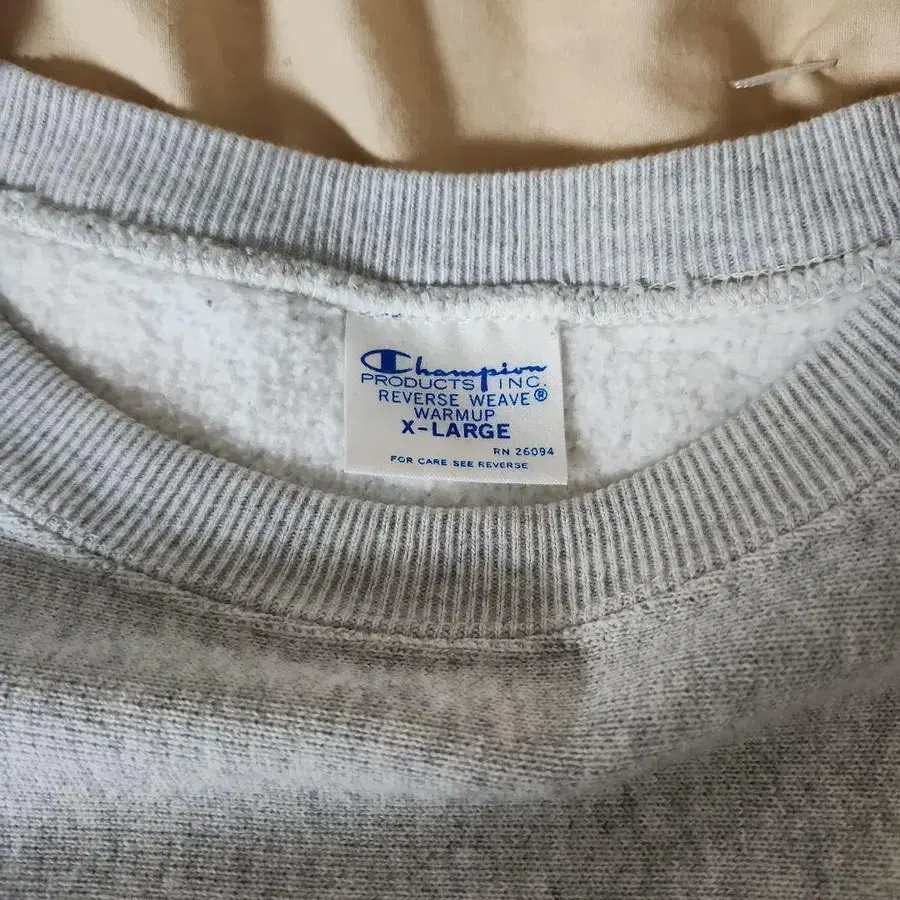 Champion
PRODUCTS INC.
REVERSE WEAVE®
WARMUP
X-LARGE
RN 26094
FOR CARE SEE REVERSE